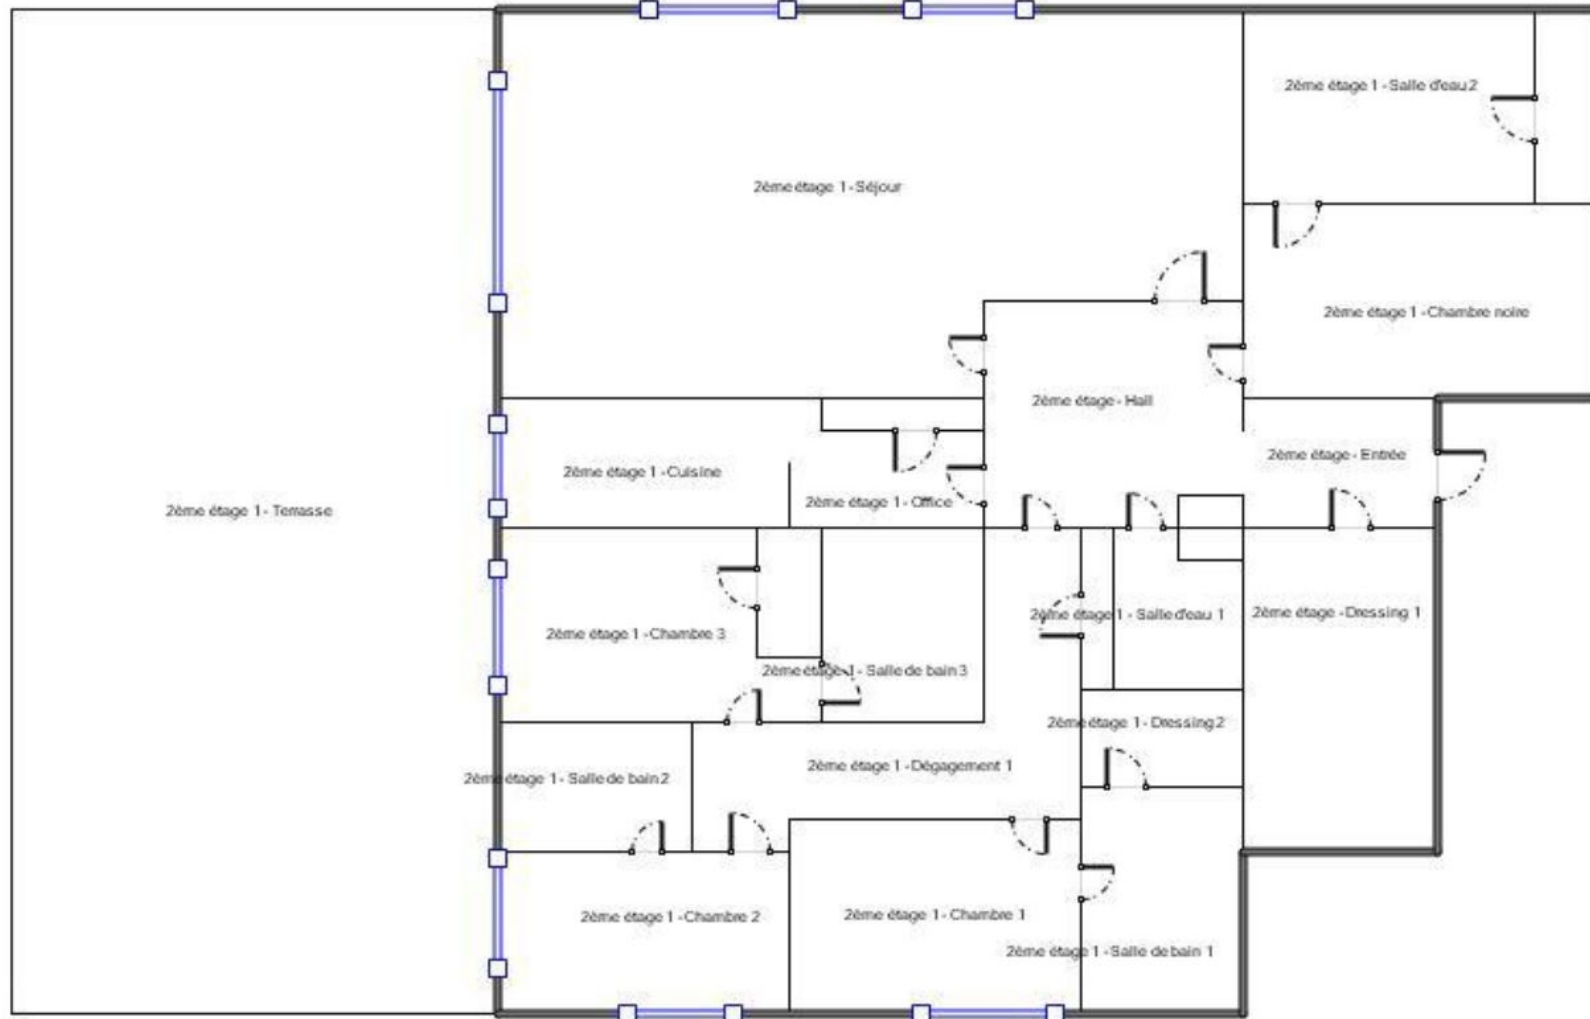 2ème étage 1 - Salle d'eau 2
2ème étage 1 - Séjour
2ème étage 1 - Chambre noire
2ème étage - Hall
2ème étage - Entrée
2ème étage 1 - Cuisine
2ème étage 1 - Office
2ème étage 1 - Terrasse
2ème étage 1 - Salle d'eau 1
2ème étage - Dressing 1
2ème étage 1 - Chambre 3
2ème étage 1 - Salle de bain 3
2ème étage 1 - Dressing 2
2ème étage 1 - Dégagement 1
2ème étage 1 - Salle de bain 2
2ème étage 1 - Chambre 2
2ème étage 1 - Chambre 1
2ème étage 1 - Salle de bain 1